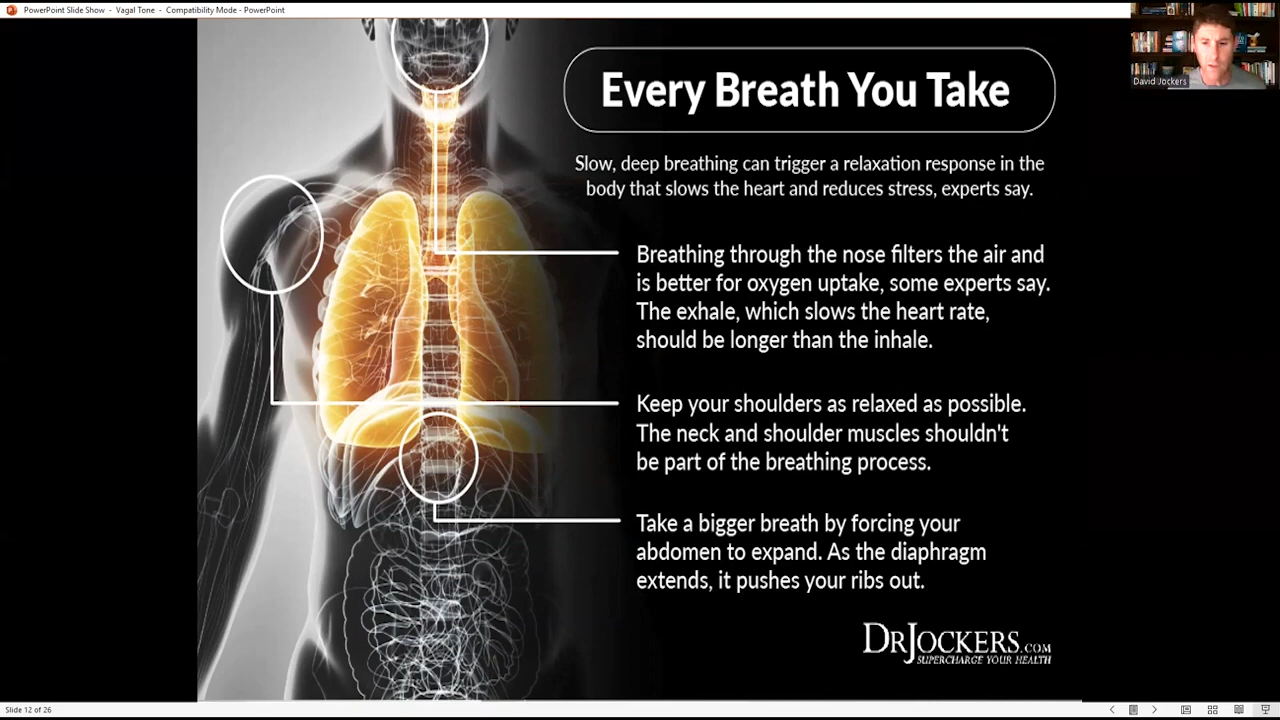 PowerPoint Slide Show - Vagal Tone - Compatibility Mode - PowerPoint
David Jockers
Every Breath You Take
Slow, deep breathing can trigger a relaxation response in the
body that slows the heart and reduces stress, experts say.
Breathing through the nose filters the air and
is better for oxygen uptake, some experts say.
The exhale, which slows the heart rate,
should be longer than the inhale.
Keep your shoulders as relaxed as possible.
The neck and shoulder muscles shouldn't
be part of the breathing process.
Take a bigger breath by forcing your
abdomen to expand. As the diaphragm
extends, it pushes your ribs out.
DRJOCKERS.COM
SUPERCHARGE YOUR HEALTH
Slide 12 of 26